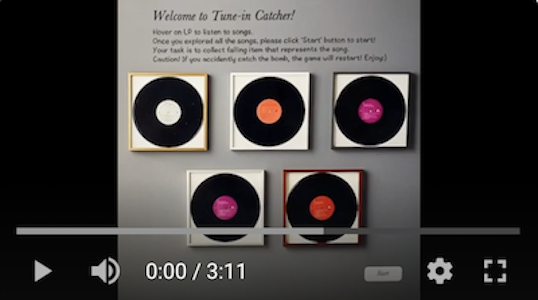 Welcome to Tune-in Catcher!
Hover on LP to listen to songs.
Once you explored all the songs, please click 'Start' button to start!
Your task is to collect falling item that represents the song.
Caution! If you accidently catch the bomb, the game will restart! Enjoy:)
0:00 / 3:11
Start